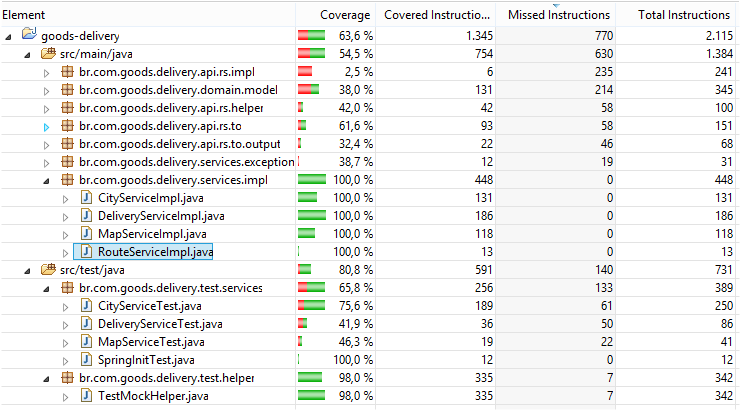 Element Coverage Covered Instructio... Missed Instructions Total Instructions
goods-delivery 63,6 % 1.345 770 2.115
src/main/java 54,5 % 754 630 1.384
br.com.goods.delivery.api.rs.impl 2,5 % 6 235 241
br.com.goods.delivery.domain.model 38,0 % 131 214 345
br.com.goods.delivery.api.rs.helper 42,0 % 42 58 100
br.com.goods.delivery.api.rs.to 61,6 % 93 58 151
br.com.goods.delivery.api.rs.to.output 32,4 % 22 46 68
br.com.goods.delivery.services.exception 38,7 % 12 19 31
br.com.goods.delivery.services.impl 100,0 % 448 0 448
CityServiceImpl.java 100,0 % 131 0 131
DeliveryServiceImpl.java 100,0 % 186 0 186
MapServiceImpl.java 100,0 % 118 0 118
RouteServiceImpl.java 100,0 % 13 0 13
src/test/java 80,8 % 591 140 731
br.com.goods.delivery.test.services 65,8 % 256 133 389
CityServiceTest.java 75,6 % 189 61 250
DeliveryServiceTest.java 41,9 % 36 50 86
MapServiceTest.java 46,3 % 19 22 41
SpringInitTest.java 100,0 % 12 0 12
br.com.goods.delivery.test.helper 98,0 % 335 7 342
TestMockHelper.java 98,0 % 335 7 342